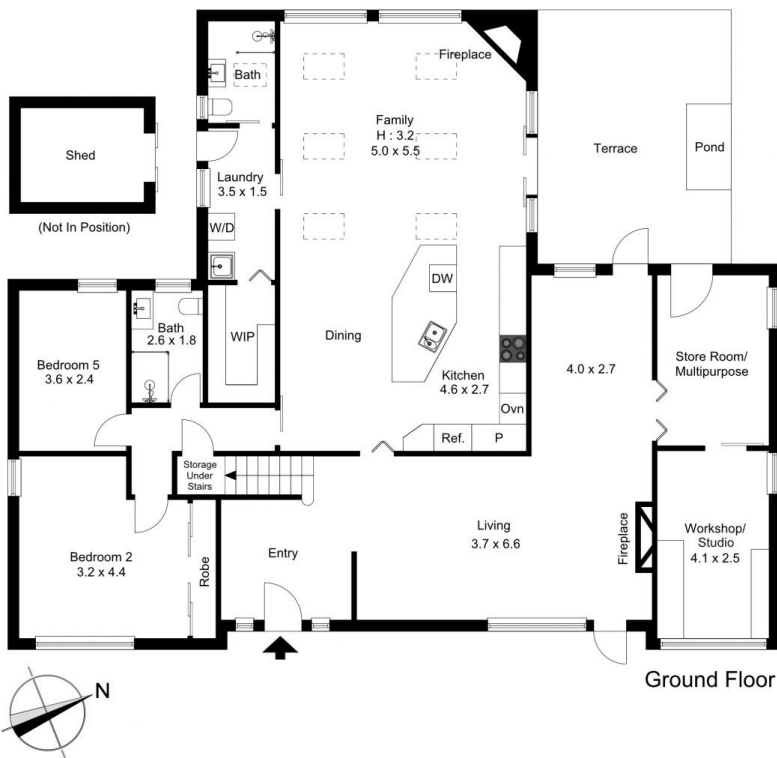 Bath
Fireplace
Family
H : 3.2
5.0 x 5.5
Shed
(Not In Position)
Laundry
3.5 x 1.5
W/D
Terrace
Pond
DW
Bath
2.6 x 1.8
WIP
Dining
Bedroom 5
3.6 x 2.4
Kitchen
4.6 x 2.7
4.0 x 2.7
Store Room/
Multipurpose
Ovn
Ref.
P
Storage
Under
Stairs
Bedroom 2
3.2 x 4.4
Robe
Entry
Living
3.7 x 6.6
Fireplace
Workshop/
Studio
4.1 x 2.5
Ground Floor
N